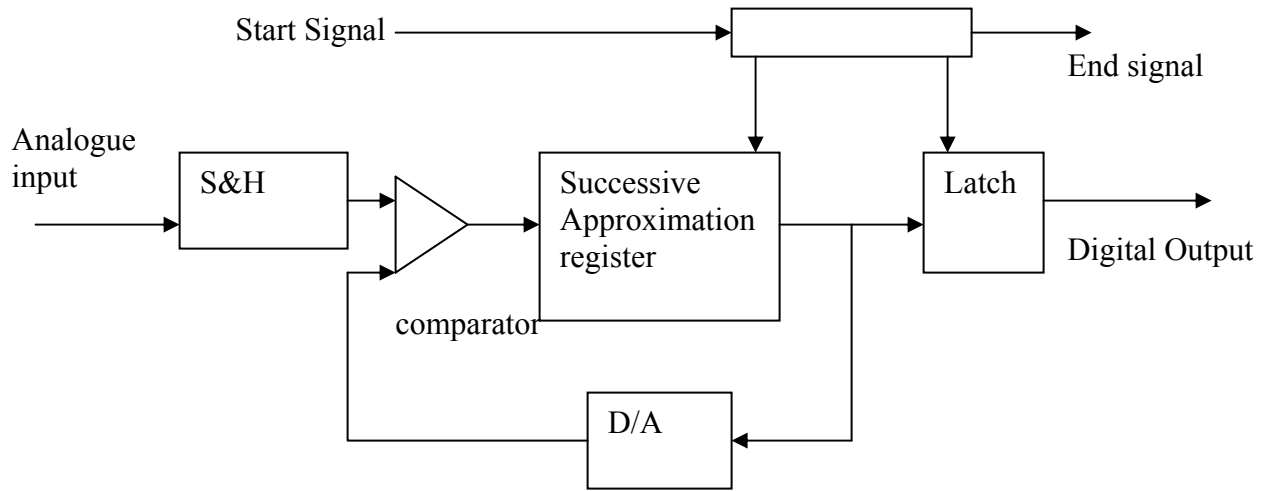 Start Signal
End signal
Analogue
input
S&H
Successive
Approximation
register
Latch
Digital Output
comparator
D/A